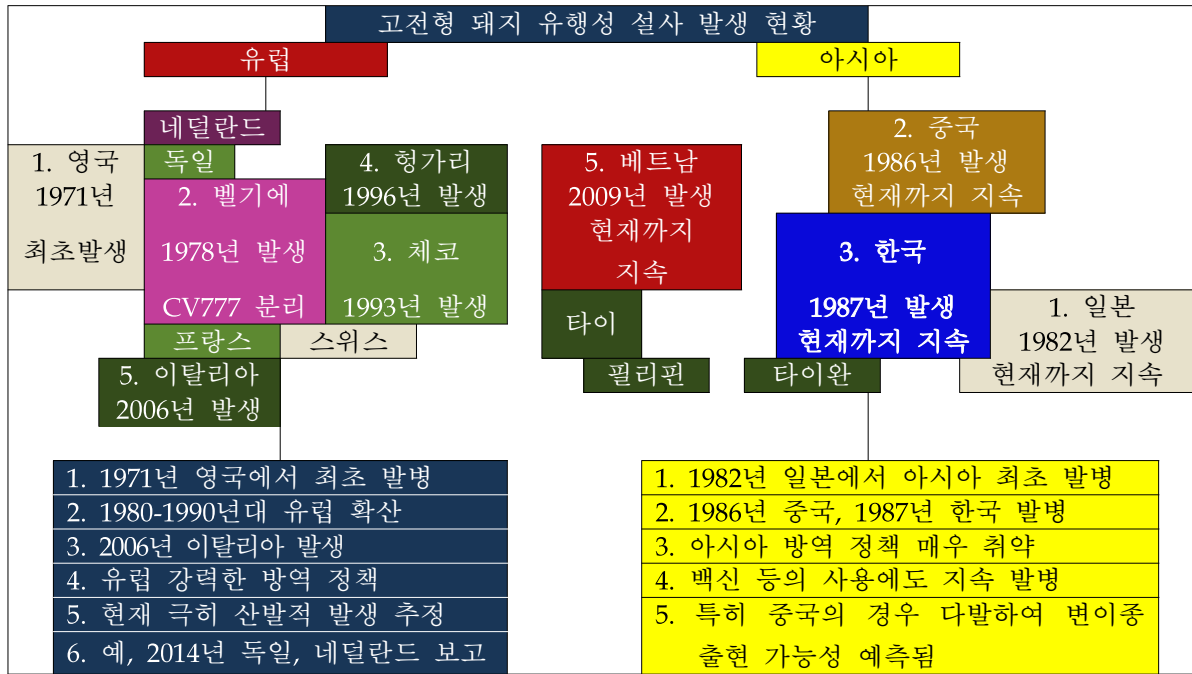 고전형 돼지 유행성 설사 발생 현황
유럽
아시아
네덜란드
1. 영국
1971년
최초발생
독일
2. 벨기에
1978년 발생
CV777 분리
4. 헝가리
1996년 발생
3. 체코
1993년 발생
프랑스
스위스
5. 이탈리아
2006년 발생
5. 베트남
2009년 발생
현재까지
지속
타이
필리핀
2. 중국
1986년 발생
현재까지 지속
3. 한국
1987년 발생
현재까지 지속
1. 일본
1982년 발생
현재까지 지속
타이완
1. 1971년 영국에서 최초 발병
2. 1980-1990년대 유럽 확산
3. 2006년 이탈리아 발생
4. 유럽 강력한 방역 정책
5. 현재 극히 산발적 발생 추정
6. 예, 2014년 독일, 네덜란드 보고
1. 1982년 일본에서 아시아 최초 발병
2. 1986년 중국, 1987년 한국 발병
3. 아시아 방역 정책 매우 취약
4. 백신 등의 사용에도 지속 발병
5. 특히 중국의 경우 다발하여 변이종
출현 가능성 예측됨